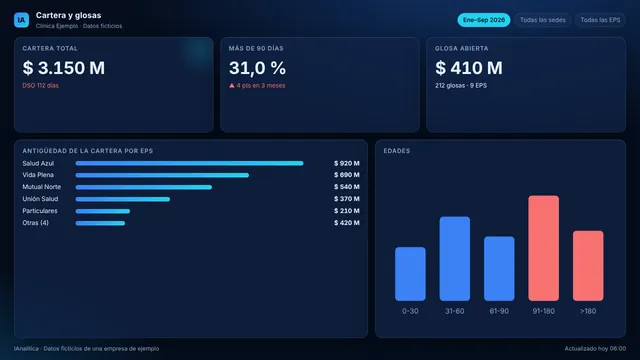 IA
Cartera y glosas
Clínica Ejemplo · Datos ficticios
Ene-Sep 2026
Todas las sedes
Todas las EPS
CARTERA TOTAL
$ 3.150 M
DSO 112 días
MÁS DE 90 DÍAS
31,0 %
▲ 4 pts en 3 meses
GLOSA ABIERTA
$ 410 M
212 glosas · 9 EPS
ANTIGÜEDAD DE LA CARTERA POR EPS
Salud Azul $ 920 M
Vida Plena $ 690 M
Mutual Norte $ 540 M
Unión Salud $ 370 M
Particulares $ 210 M
Otras (4) $ 420 M
EDADES
0-30 31-60 61-90 91-180 >180
IAnalítica · Datos ficticios de una empresa de ejemplo
Actualizado hoy 06:00